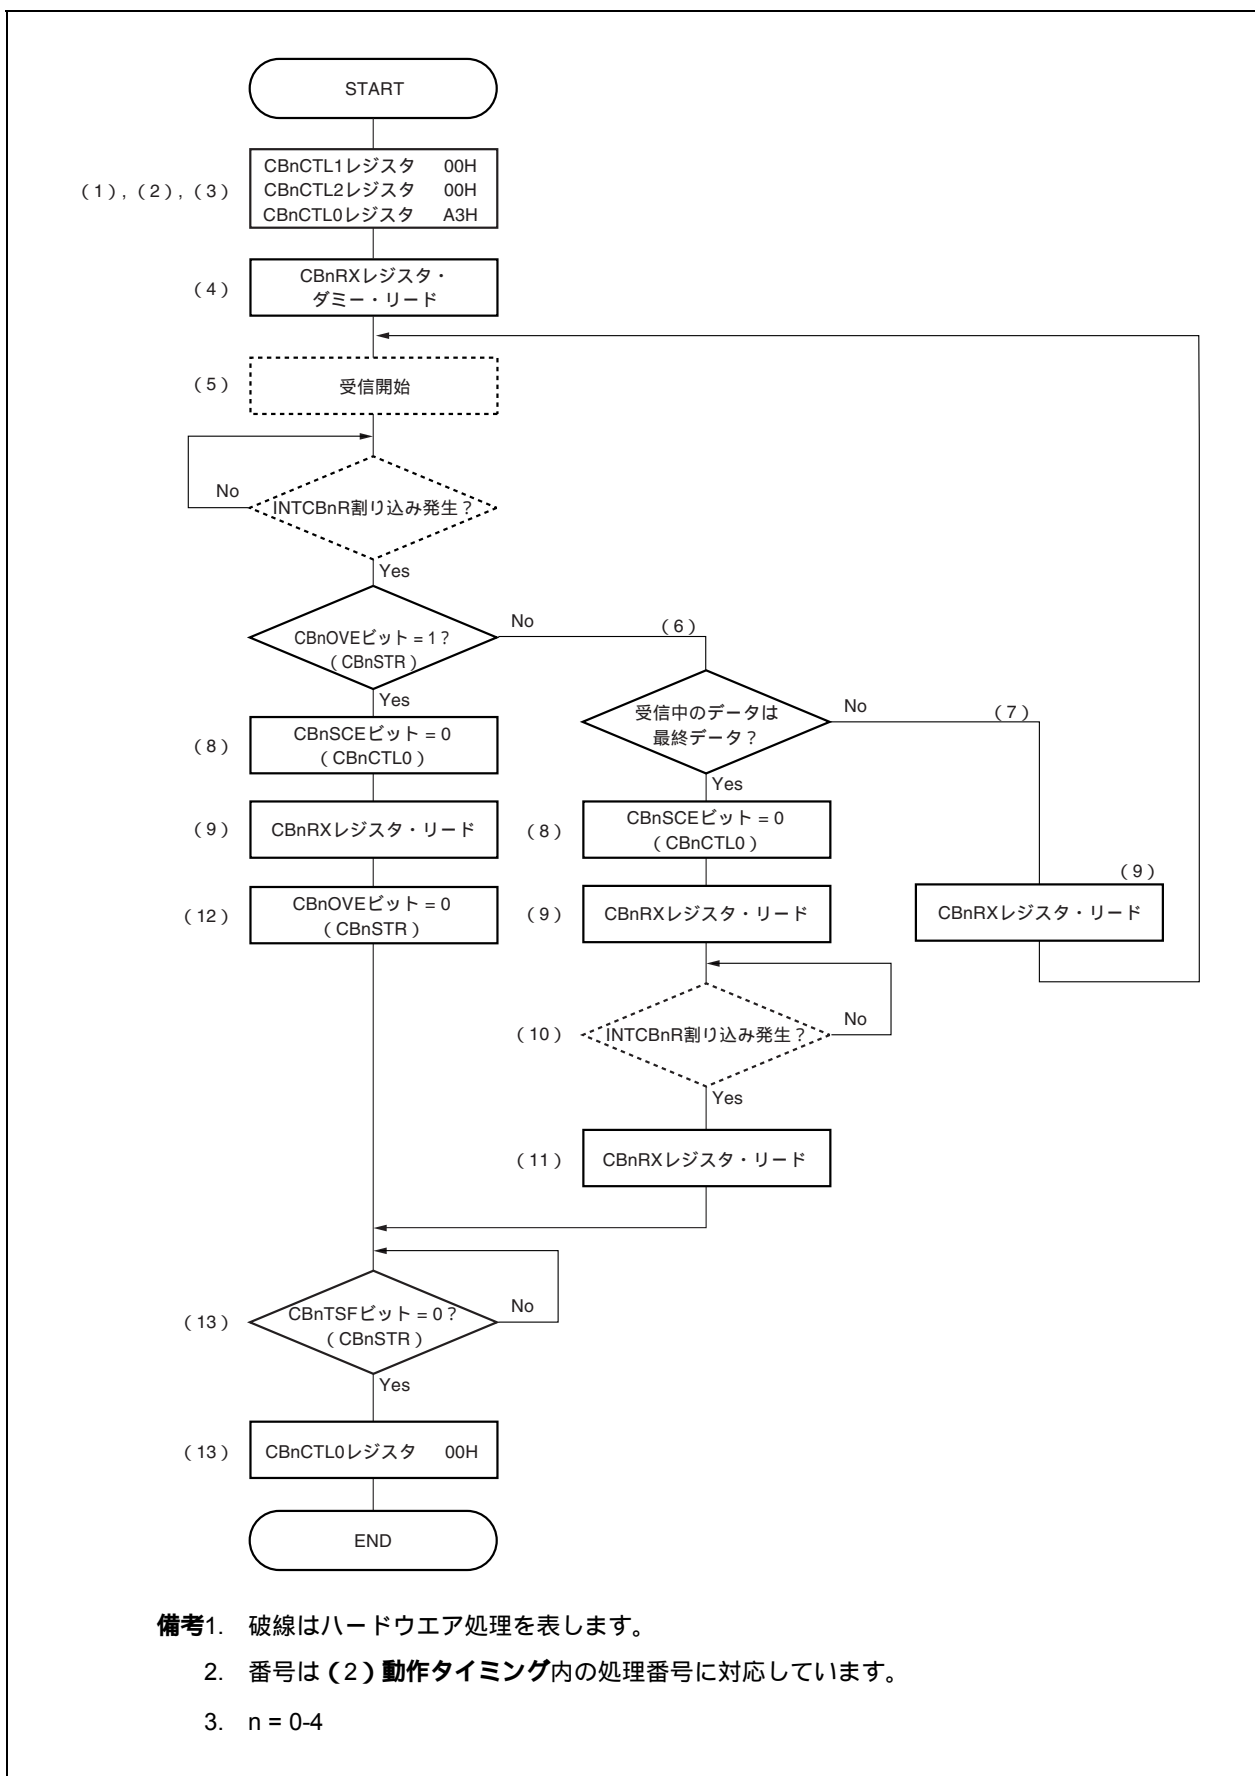 START
CBnCTL1レジスタ 00H
(1),(2),(3) CBnCTL2レジスタ 00H
CBnCTL0レジスタ A3H
(4) CBnRXレジスタ・
ダミー・リード
(5) 受信開始
No
INTCBnR割り込み発生？
Yes
CBnOVEビット = 1？
(CBnSTR)
No
(6)
Yes
受信中のデータは
最終データ？
No
(7)
Yes
(8) CBnSCEビット = 0
(CBnCTL0)
(9) CBnRXレジスタ・リード
(12) CBnOVEビット = 0
(CBnSTR)
(8) CBnSCEビット = 0
(CBnCTL0)
(9) CBnRXレジスタ・リード
(9)
CBnRXレジスタ・リード
(10) INTCBnR割り込み発生？
No
Yes
(11) CBnRXレジスタ・リード
(13) CBnTSFビット = 0？
(CBnSTR)
No
Yes
(13) CBnCTL0レジスタ 00H
END
備考1. 破線はハードウエア処理を表します。
2. 番号は(2)動作タイミング内の処理番号に対応しています。
3. n = 0-4